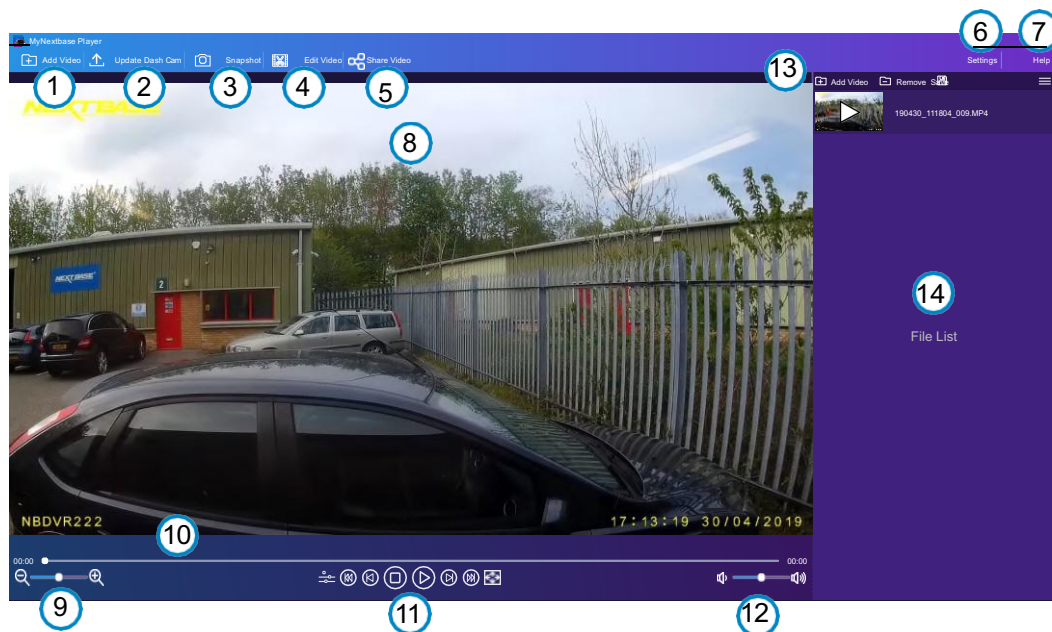 MyNextbase Player
6 7
Add Video Update Dash Cam Snapshot Edit Video Share Video Settings Help
1 2 3 4 5 13
Add Video Remove
NEXTBASE
190430_111804_009.MP4
8
NEXTBASE
2
14
File List
NBDVR222 17:13:19 30/04/2019
10
00:00 00:00
9 11 12